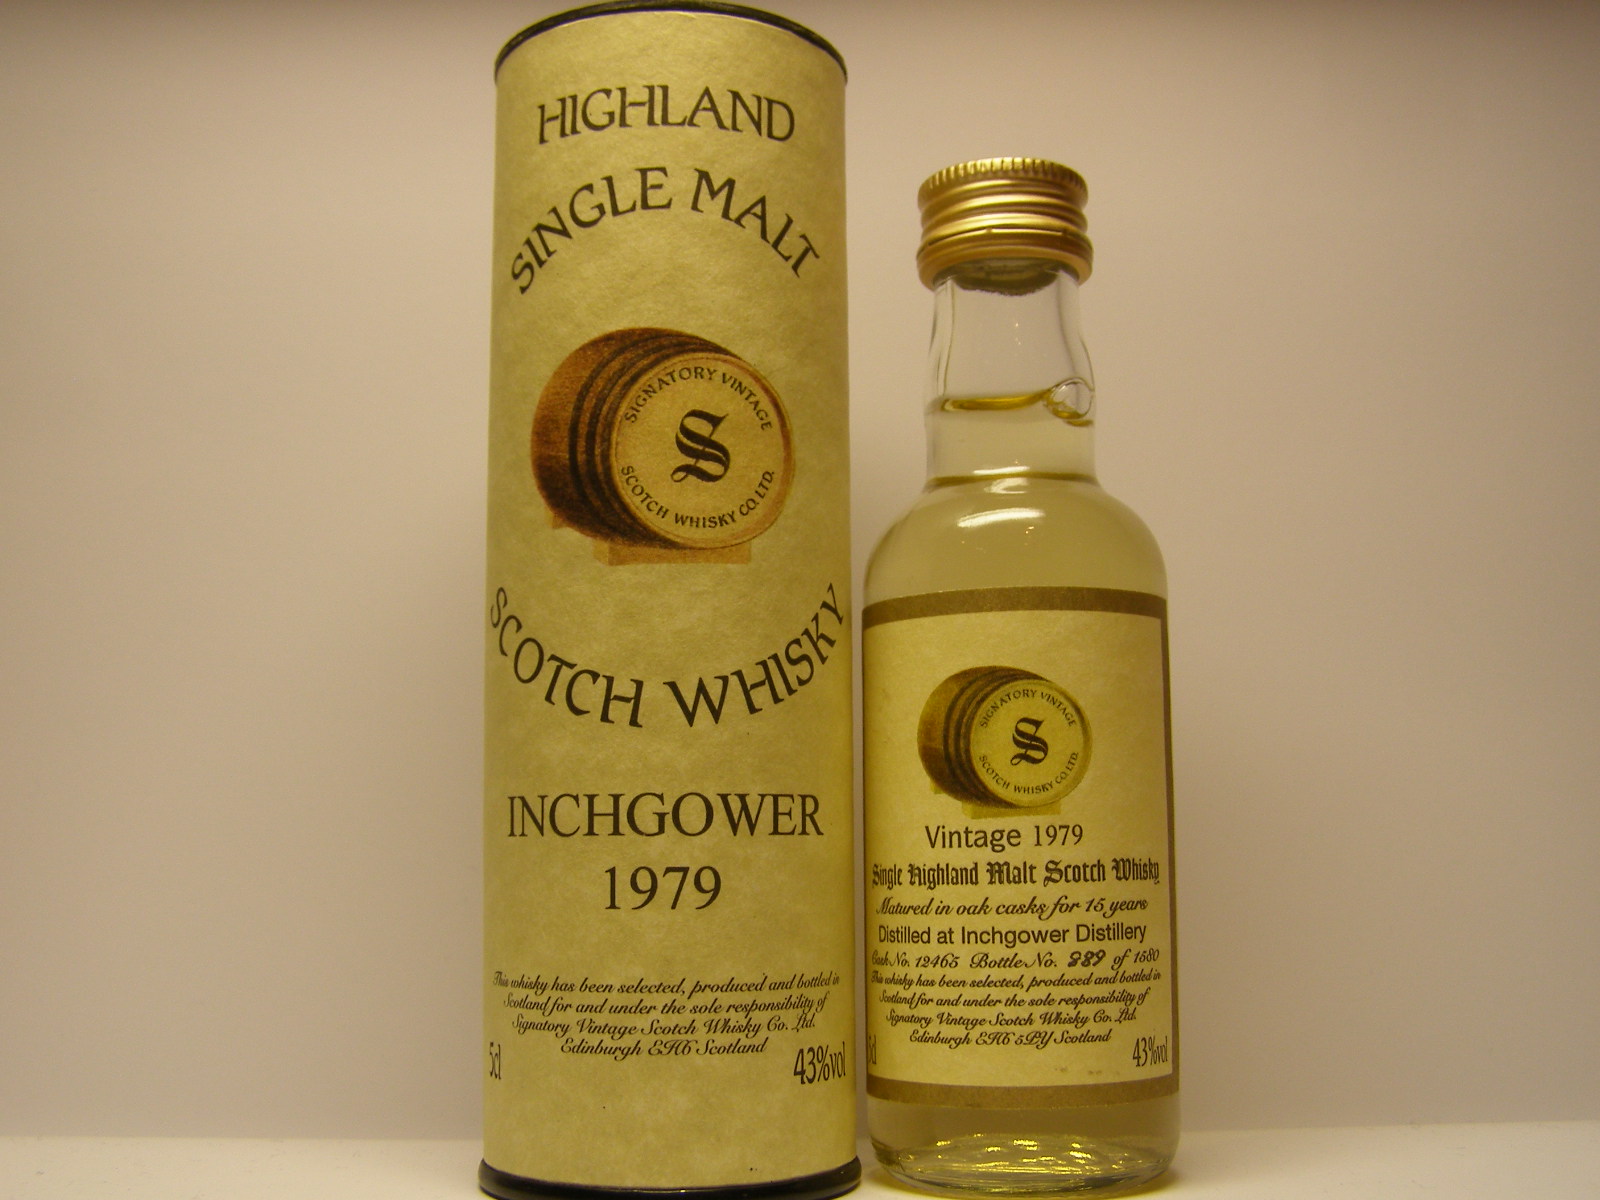 HIGHLAND
SINGLE MALT
SIGNATORY VINTAGE
S
SCOTCH WHISKY CO. LTD.
SCOTCH WHISKY
INCHGOWER
1979
This whisky has been selected, produced and bottled in
Scotland for and under the sole responsibility of
Signatory Vintage Scotch Whisky Co. Ltd.
Edinburgh EH6 Scotland
5cl 43%vol
SIGNATORY VINTAGE
S
SCOTCH WHISKY CO. LTD.
Vintage 1979
Single Highland Malt Scotch Whisky
Matured in oak casks for 15 years
Distilled at Inchgower Distillery
Cask No. 12465 Bottle No. 889 of 1580
This whisky has been selected, produced and bottled in
Scotland for and under the sole responsibility of
Signatory Vintage Scotch Whisky Co. Ltd.
Edinburgh EH6 5PY Scotland
43%vol